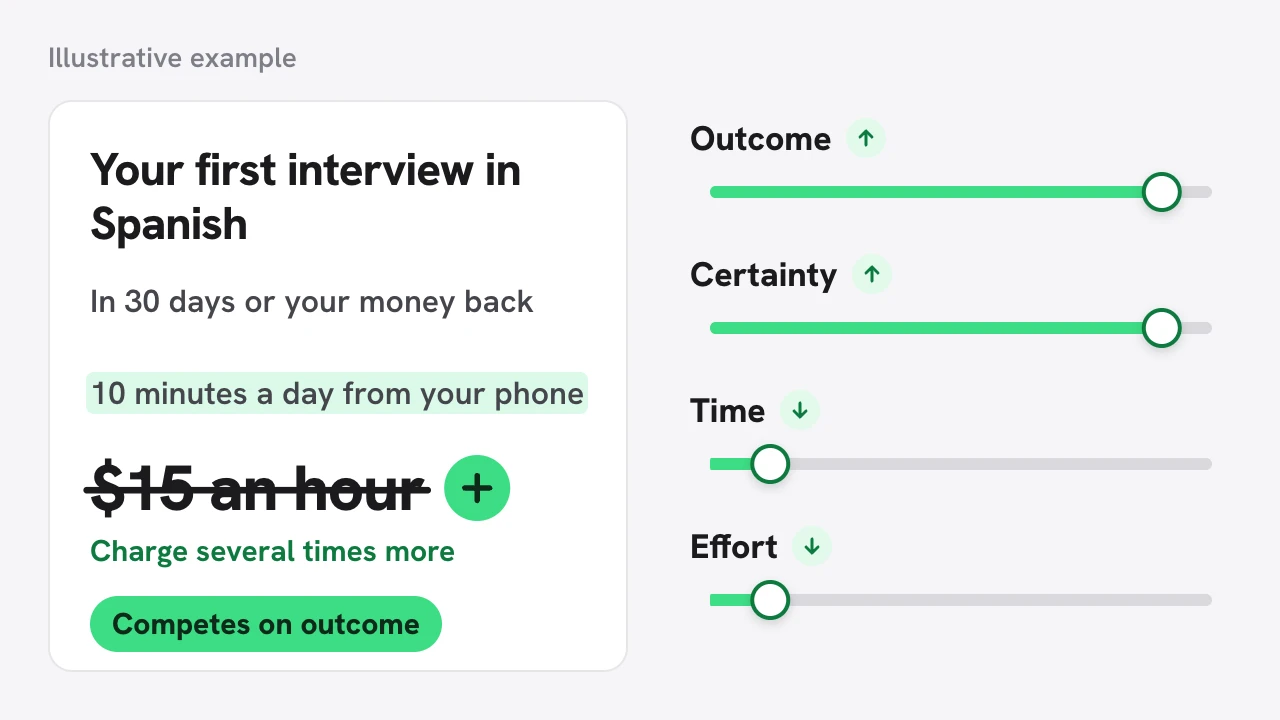 Illustrative example
Your first interview in
Spanish
In 30 days or your money back
10 minutes a day from your phone
$15 an hour
Charge several times more
Competes on outcome
Outcome
Certainty
Time
Effort